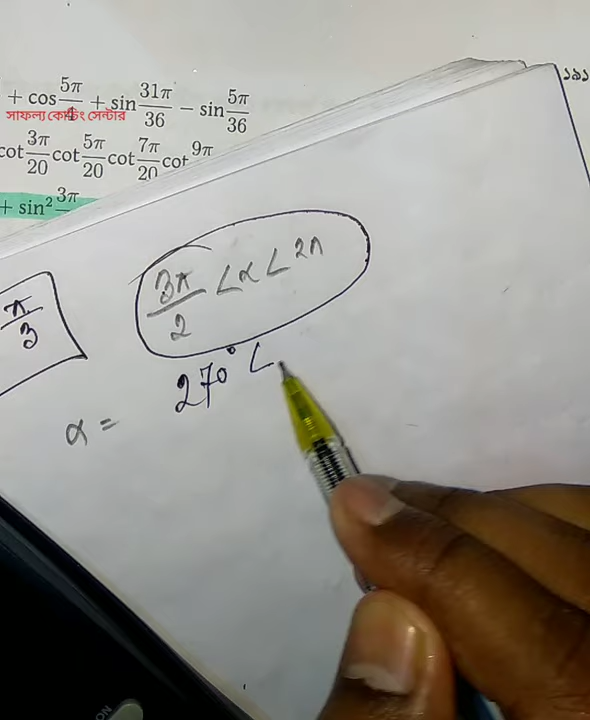 + cos 5π/4 + sin 31π/36 − sin 5π/36
সাফল্য কোচিং সেন্টার
cot 3π/20 cot 5π/20 cot 7π/20 cot 9π
+ sin² 3π
১৯১
π/3
3π/2 < α < 2π
270° <
α =
ON